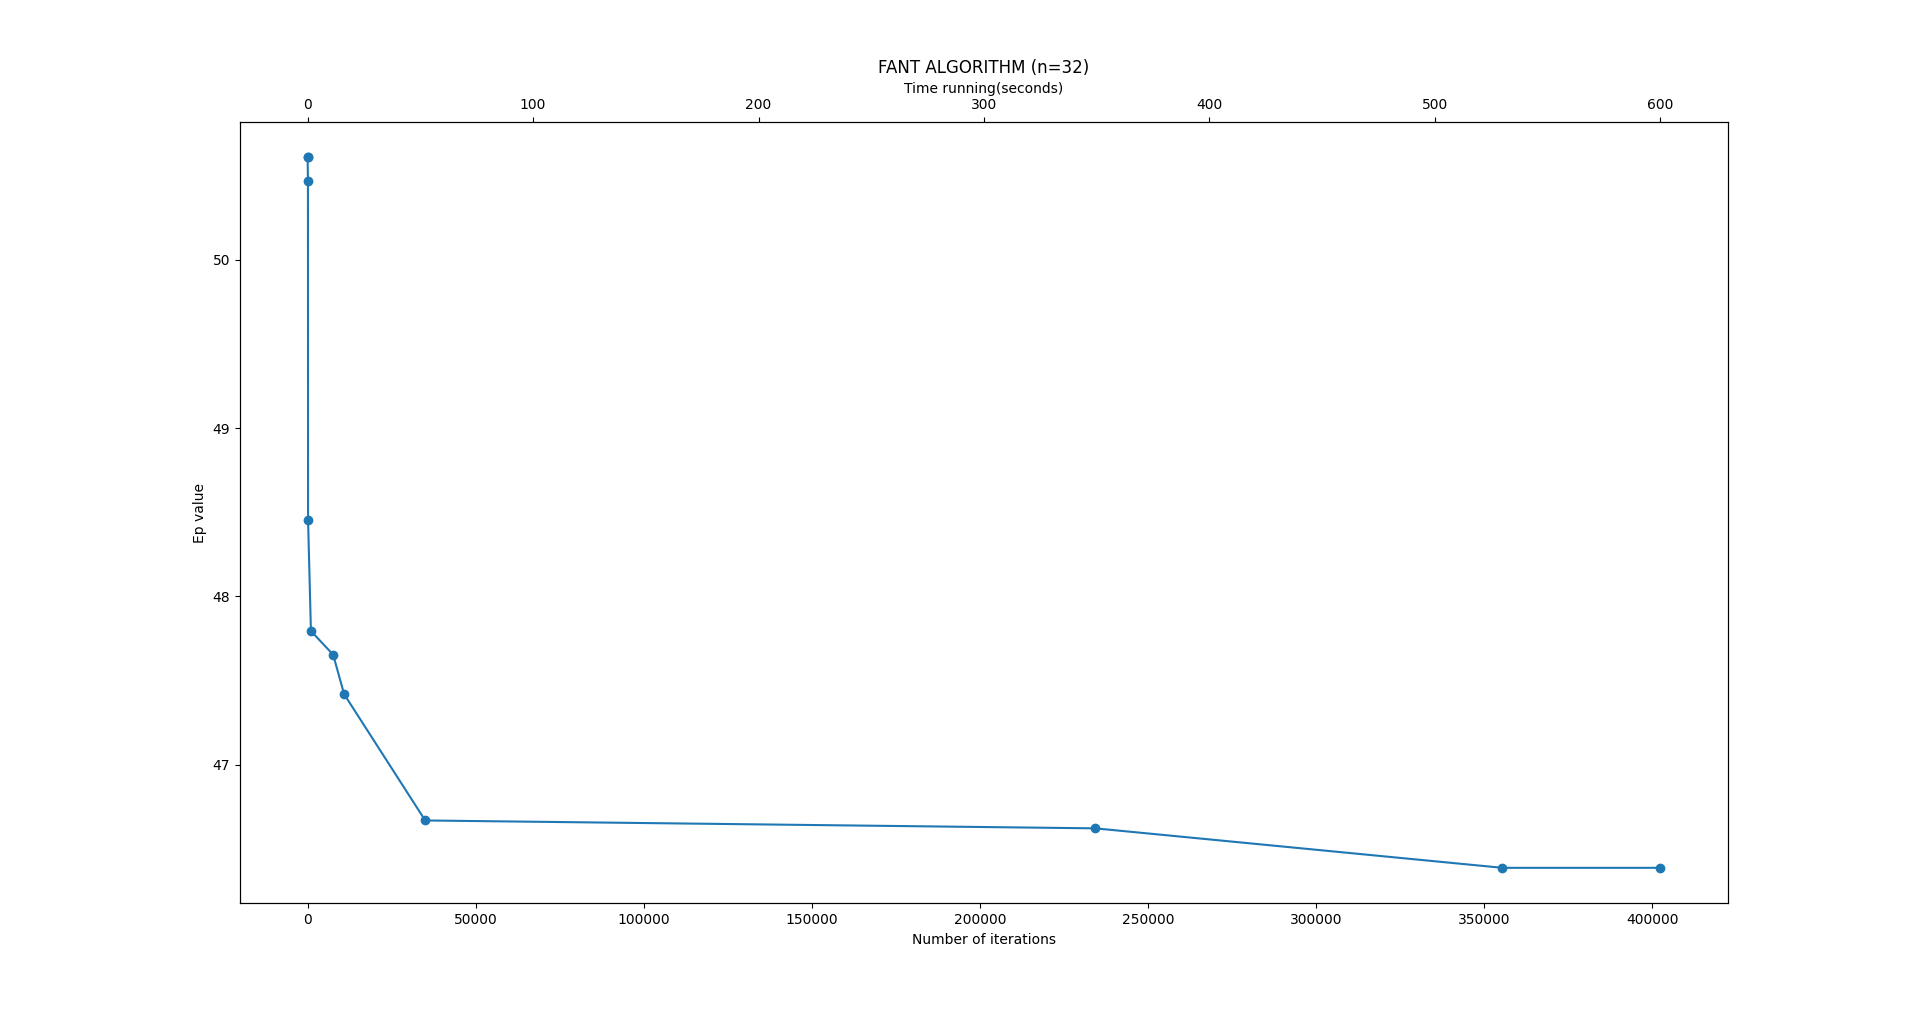 FANT ALGORITHM (n=32)
Time running(seconds)
0 100 200 300 400 500 600
50
49
48
47
Ep value
0 50000 100000 150000 200000 250000 300000 350000 400000
Number of iterations